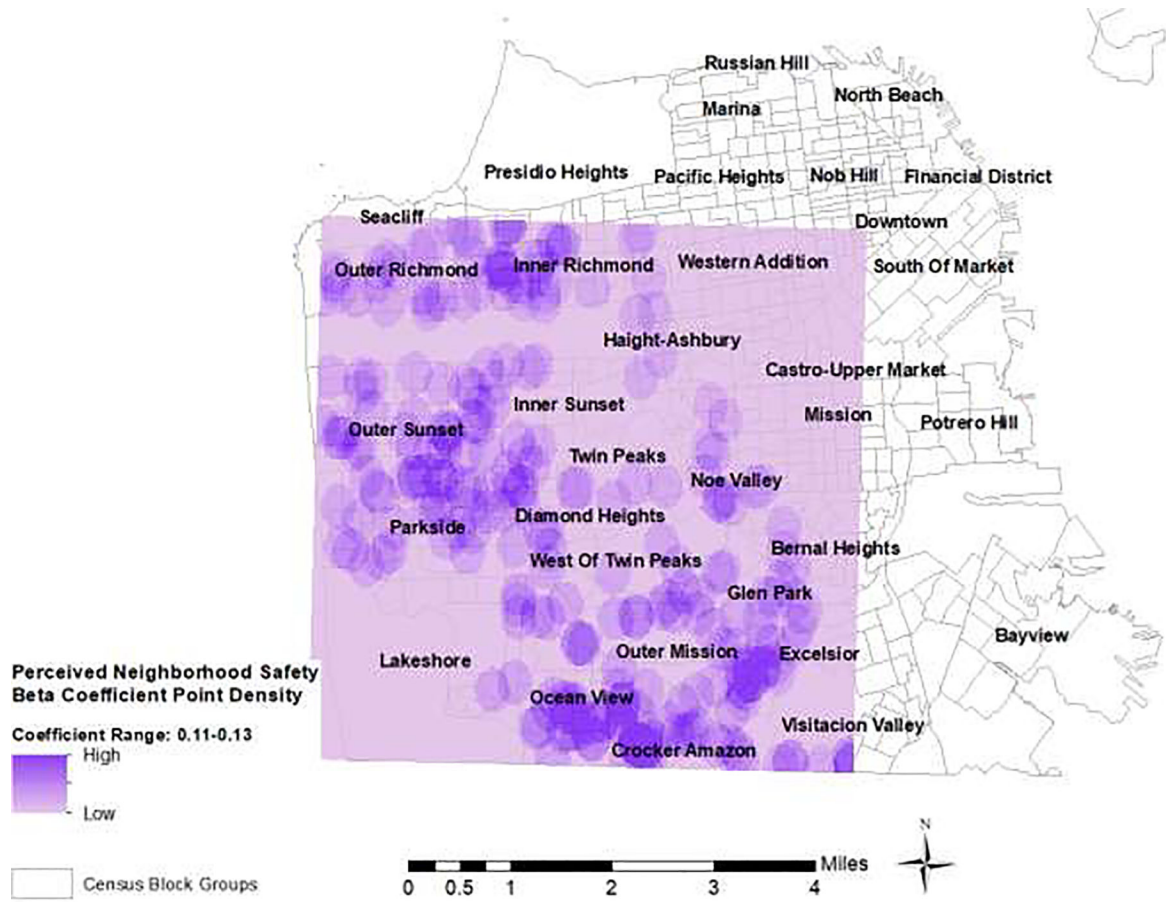 Russian Hill
North Beach
Marina
Presidio Heights
Pacific Heights
Nob Hill
Financial District
Seacliff
Downtown
Outer Richmond
Inner Richmond
Western Addition
South Of Market
Haight-Ashbury
Castro-Upper Market
Inner Sunset
Mission
Potrero Hill
Outer Sunset
Twin Peaks
Noe Valley
Parkside
Diamond Heights
Bernal Heights
West Of Twin Peaks
Glen Park
Bayview
Lakeshore
Outer Mission
Excelsior
Ocean View
Visitacion Valley
Crocker Amazon
Perceived Neighborhood Safety
Beta Coefficient Point Density
Coefficient Range: 0.11-0.13
High
Low
Census Block Groups
N
Miles
0 0.5 1 2 3 4